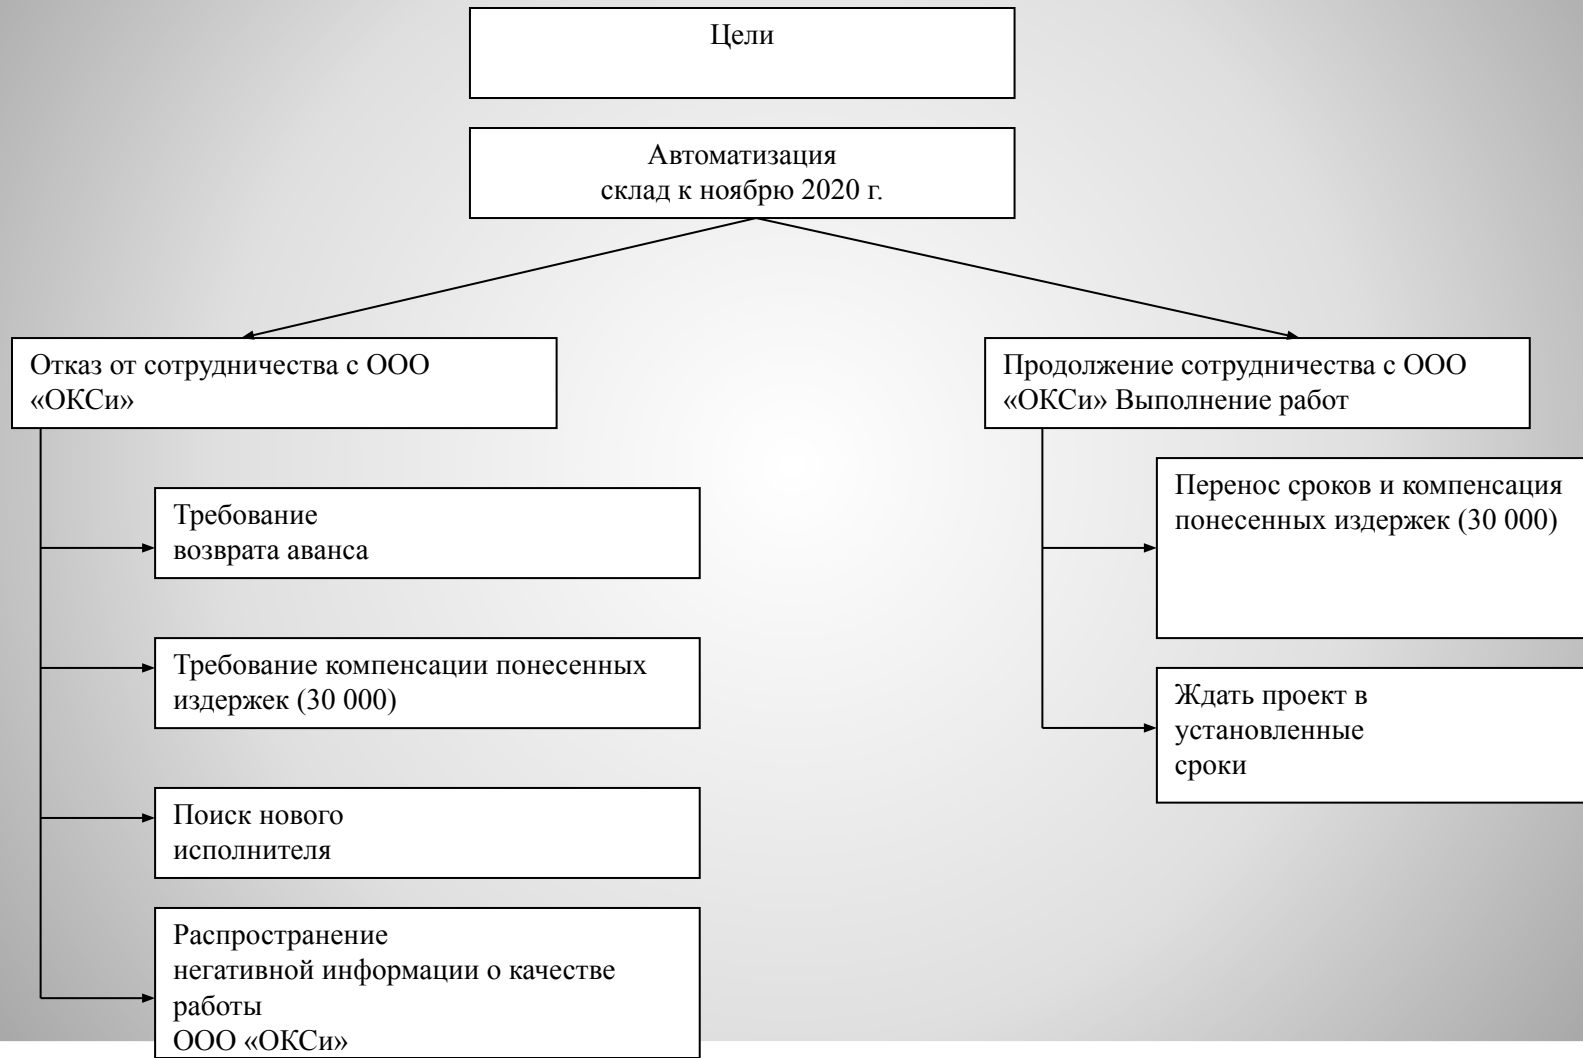 Цели
Автоматизация
склад к ноябрю 2020 г.
Отказ от сотрудничества с ООО
«ОКСи»
Требование
возврата аванса
Требование компенсации понесенных
издержек (30 000)
Поиск нового
исполнителя
Распространение
негативной информации о качестве
работы
ООО «ОКСи»
Продолжение сотрудничества с ООО
«ОКСи» Выполнение работ
Перенос сроков и компенсация
понесенных издержек (30 000)
Ждать проект в
установленные
сроки